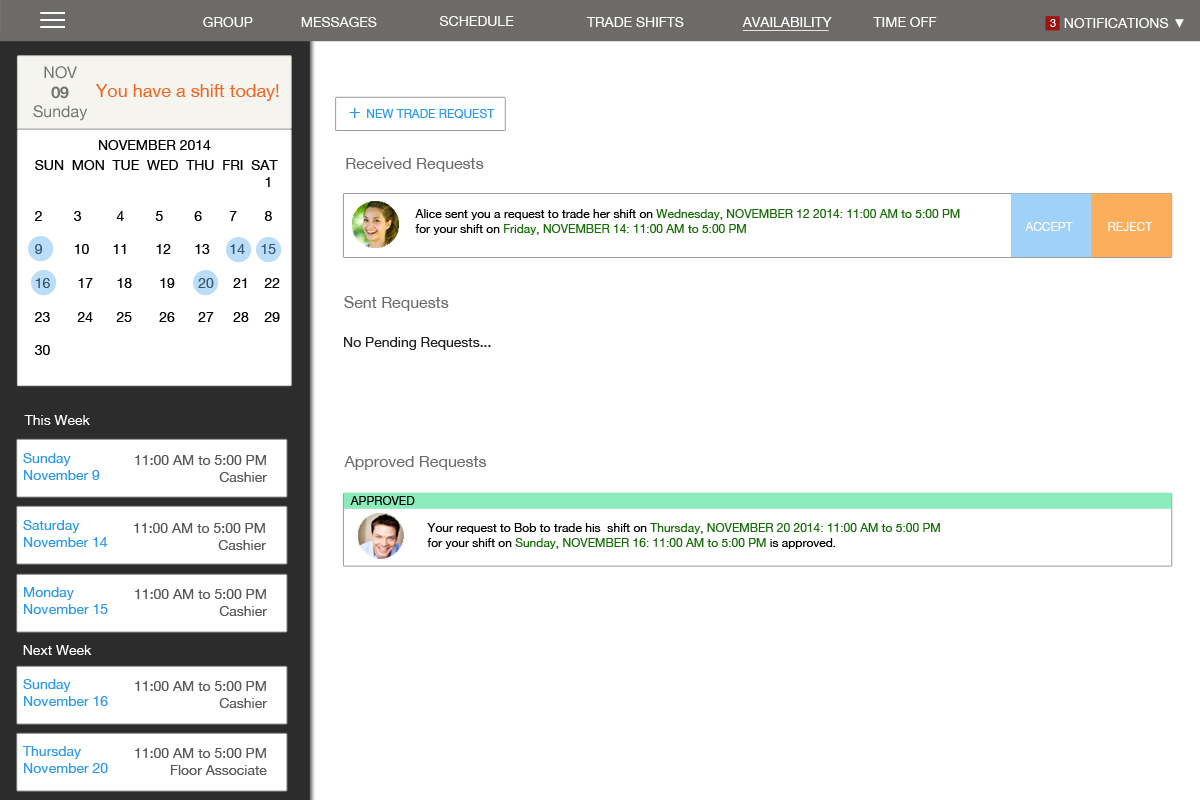 GROUP MESSAGES SCHEDULE TRADE SHIFTS AVAILABILITY TIME OFF 3 NOTIFICATIONS ▼
NOV
09
Sunday
You have a shift today!
NOVEMBER 2014
SUN MON TUE WED THU FRI SAT
1
2 3 4 5 6 7 8
9 10 11 12 13 14 15
16 17 18 19 20 21 22
23 24 25 26 27 28 29
30
This Week
Sunday 11:00 AM to 5:00 PM
November 9 Cashier
Saturday 11:00 AM to 5:00 PM
November 14 Cashier
Monday 11:00 AM to 5:00 PM
November 15 Cashier
Next Week
Sunday 11:00 AM to 5:00 PM
November 16 Cashier
Thursday 11:00 AM to 5:00 PM
November 20 Floor Associate
+ NEW TRADE REQUEST
Received Requests
Alice sent you a request to trade her shift on Wednesday, NOVEMBER 12 2014: 11:00 AM to 5:00 PM
for your shift on Friday, NOVEMBER 14: 11:00 AM to 5:00 PM
ACCEPT REJECT
Sent Requests
No Pending Requests...
Approved Requests
APPROVED
Your request to Bob to trade his shift on Thursday, NOVEMBER 20 2014: 11:00 AM to 5:00 PM
for your shift on Sunday, NOVEMBER 16: 11:00 AM to 5:00 PM is approved.